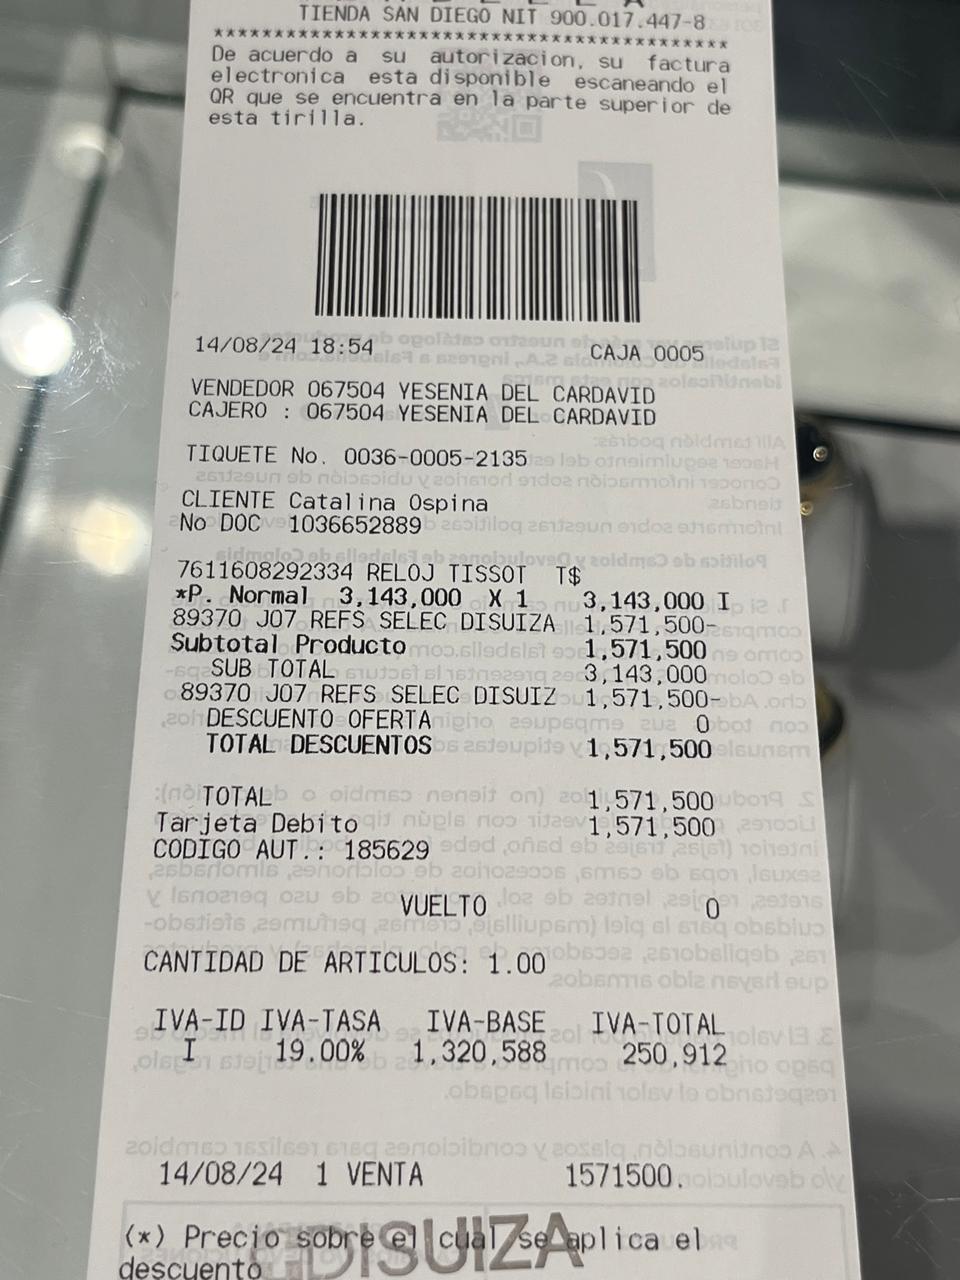 TIENDA SAN DIEGO NIT 900.017.447-8
******************************************
De acuerdo a su autorizacion, su factura
electronica esta disponible escaneando el
QR que se encuentra en la parte superior de
esta tirilla.
14/08/24 18:54 CAJA 0005
VENDEDOR 067504 YESENIA DEL CARDAVID
CAJERO : 067504 YESENIA DEL CARDAVID
TIQUETE No. 0036-0005-2135
CLIENTE Catalina Ospina
No DOC 1036652889
7611608292334 RELOJ TISSOT T$
*P. Normal 3,143,000 X 1 3,143,000 I
89370 J07 REFS SELEC DISUIZA 1,571,500-
Subtotal Producto 1,571,500
SUB TOTAL 3,143,000
89370 J07 REFS SELEC DISUIZ 1,571,500-
DESCUENTO OFERTA 0
TOTAL DESCUENTOS 1,571,500
TOTAL 1,571,500
Tarjeta Debito 1,571,500
CODIGO AUT.: 185629
VUELTO 0
CANTIDAD DE ARTICULOS: 1.00
IVA-ID IVA-TASA IVA-BASE IVA-TOTAL
I 19.00% 1,320,588 250,912
14/08/24 1 VENTA 1571500.
(*) Precio sobre el cual se aplica el
descuento
DISUIZA